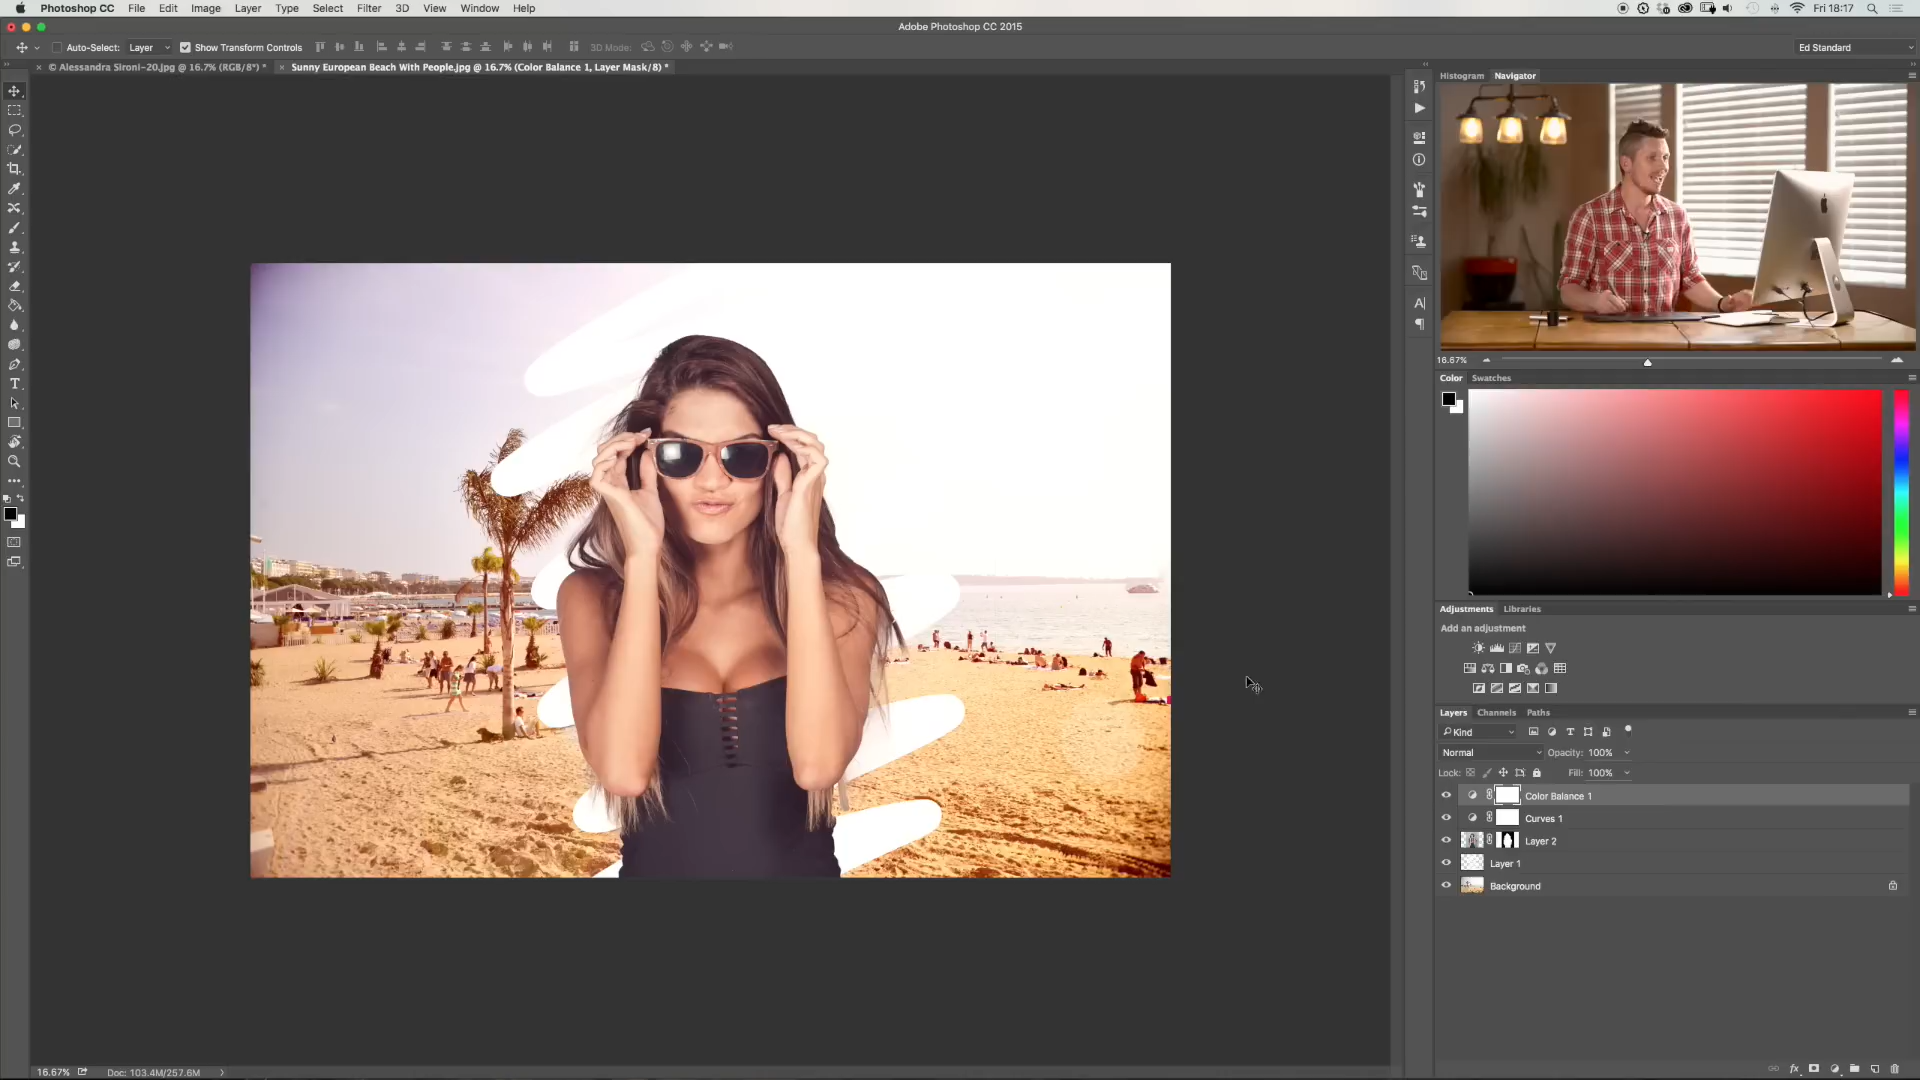 Photoshop CC File Edit Image Layer Type Select Filter 3D View Window Help Fri 18:17
Adobe Photoshop CC 2015
Auto-Select: Layer Show Transform Controls 3D Mode: Ed Standard
© Alessandra Sironi-20.jpg @ 16.7% (RGB/8*) * Sunny European Beach With People.jpg @ 16.7% (Color Balance 1, Layer Mask/8) *
Histogram Navigator
16.67%
Color Swatches
Adjustments Libraries
Add an adjustment
Layers Channels Paths
Kind
Normal Opacity: 100%
Lock: Fill: 100%
Color Balance 1
Curves 1
Layer 2
Layer 1
Background
16.67% Doc: 103.4M/257.6M